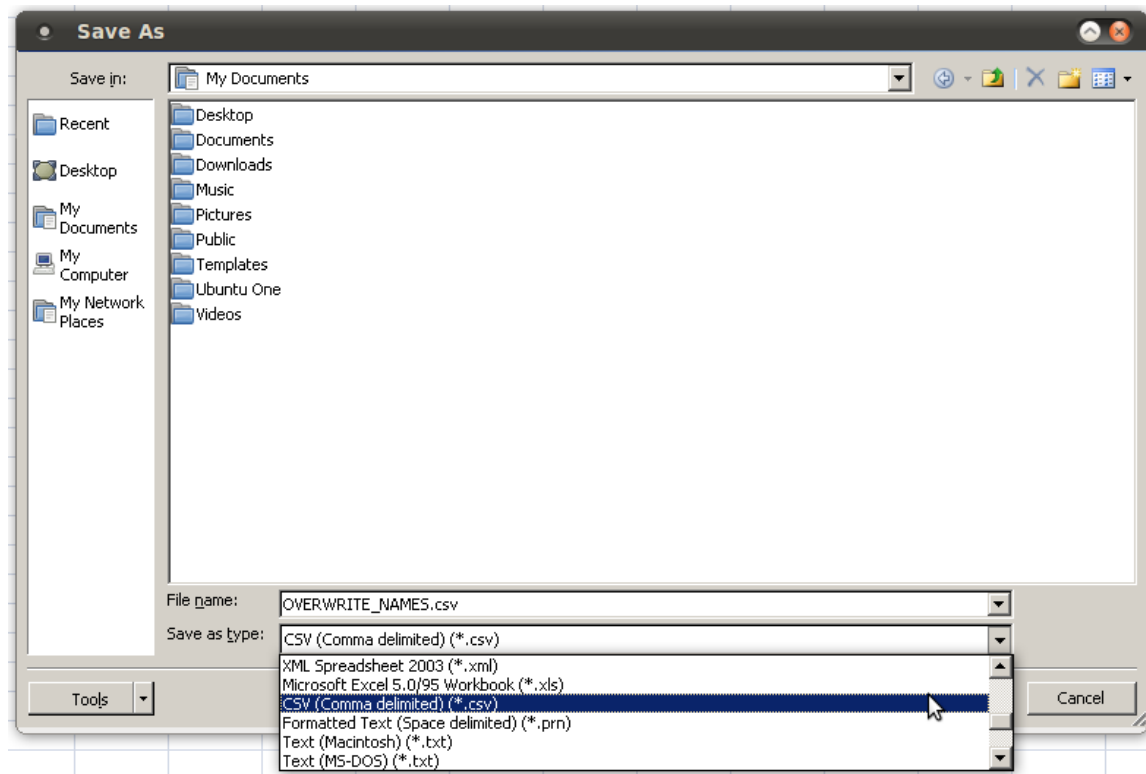 Save As
Save in:
My Documents
Recent
Desktop
My
Documents
My
Computer
My Network
Places
Desktop
Documents
Downloads
Music
Pictures
Public
Templates
Ubuntu One
Videos
File name:
OVERWRITE_NAMES.csv
Save as type:
CSV (Comma delimited) (*.csv)
XML Spreadsheet 2003 (*.xml)
Microsoft Excel 5.0/95 Workbook (*.xls)
CSV (Comma delimited) (*.csv)
Formatted Text (Space delimited) (*.prn)
Text (Macintosh) (*.txt)
Text (MS-DOS) (*.txt)
Tools
Cancel